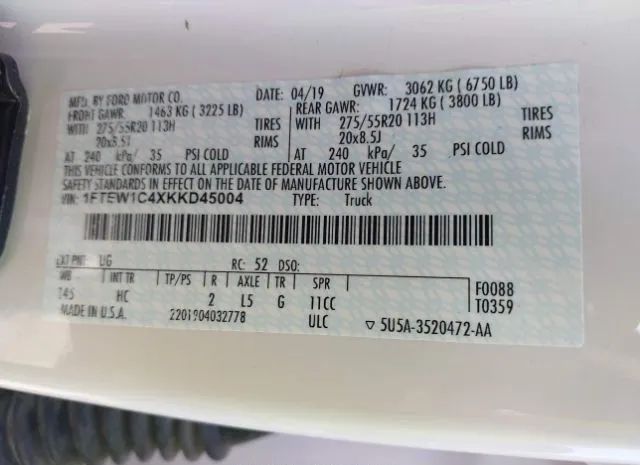 MFD. BY FORD MOTOR CO. DATE: 04/19 GVWR: 3062 KG ( 6750 LB)
FRONT GAWR: 1463 KG ( 3225 LB) REAR GAWR: 1724 KG ( 3800 LB)
WITH 275/55R20 113H TIRES WITH 275/55R20 113H TIRES
20x8.5J RIMS 20x8.5J RIMS
AT 240 kPa/ 35 PSI COLD AT 240 kPa/ 35 PSI COLD
THIS VEHICLE CONFORMS TO ALL APPLICABLE FEDERAL MOTOR VEHICLE
SAFETY STANDARDS IN EFFECT ON THE DATE OF MANUFACTURE SHOWN ABOVE.
VIN: 1FTEW1C4XKKD45004 TYPE: Truck
EXT PNT: UG RC: 52 DSO:
WB INT TR TP/PS R AXLE TR SPR F0088
145 HC 2 L5 G 11CC T0359
MADE IN U.S.A. 2201904032778 ULC ▽ 5U5A-3520472-AA